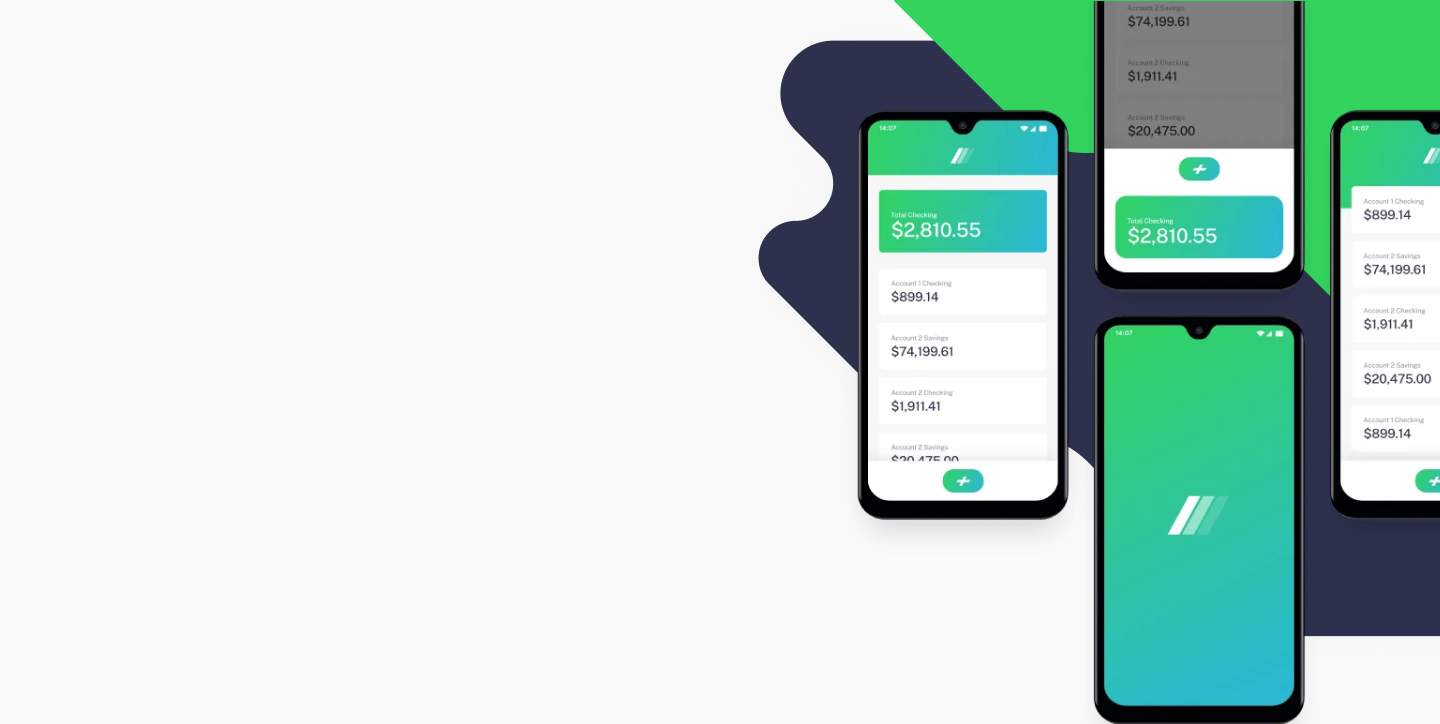 14:07
Total Checking
$2,810.55
Account 1 Checking
$899.14
Account 2 Savings
$74,199.61
Account 2 Checking
$1,911.41
Account 2 Savings
$20,475.00
Account 2 Savings
$74,199.61
Account 2 Checking
$1,911.41
Account 2 Savings
$20,475.00
Total Checking
$2,810.55
14:07
14:07
Account 1 Checking
$899.14
Account 2 Savings
$74,199.61
Account 2 Checking
$1,911.41
Account 2 Savings
$20,475.00
Account 1 Checking
$899.14